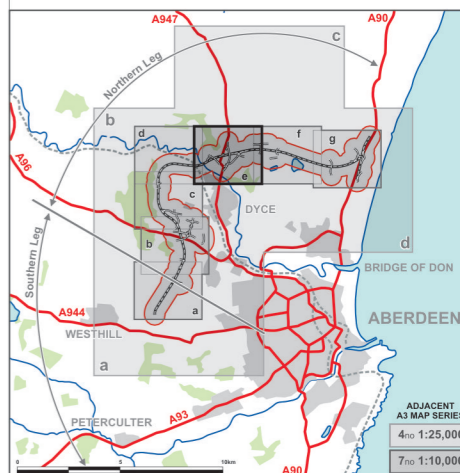 A947
A90
c
Northern Leg
b
d
f
g
A96
e
c
DYCE
b
d
Southern Leg
BRIDGE OF DON
a
A944
ABERDEEN
WESTHILL
a
ADJACENT
A3 MAP SERIES
A93
4no 1:25,000
PETERCULTER
7no 1:10,000
0 5 10km
A90